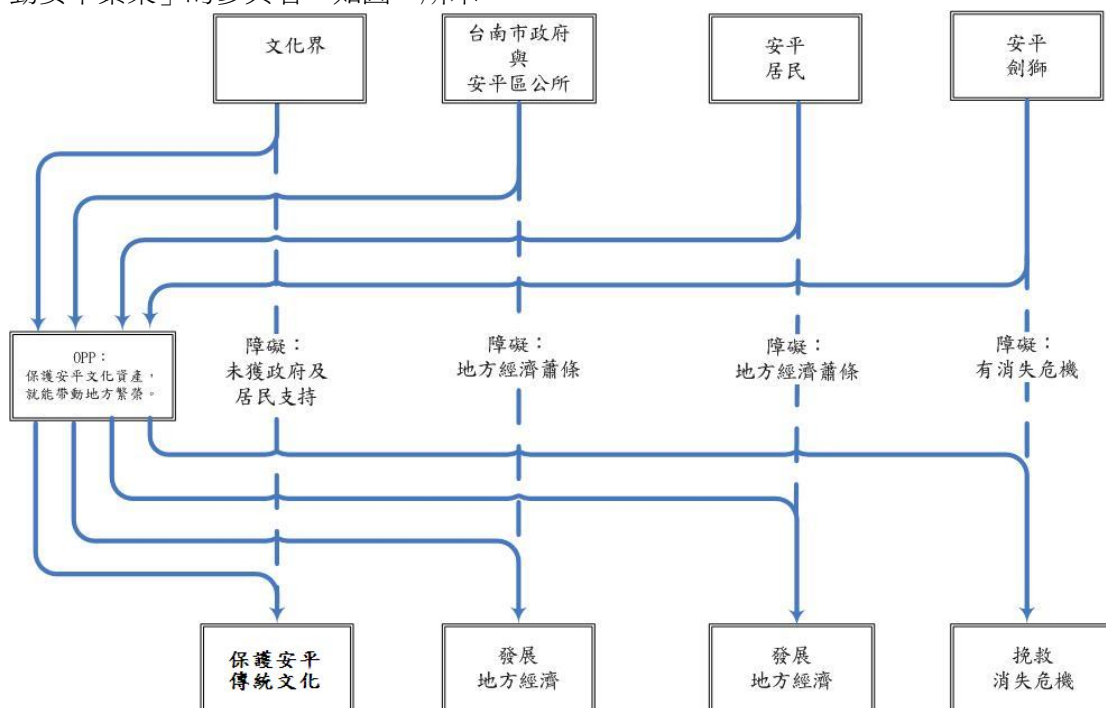 文化界
台南市政府
與
安平區公所
安平
居民
安平
劍獅
OPP：
保護安平文化資產，
就能帶動地方繁榮。
障礙：
未獲政府及
居民支持
障礙：
地方經濟蕭條
障礙：
地方經濟蕭條
障礙：
有消失危機
保護安平
傳統文化
發展
地方經濟
發展
地方經濟
挽救
消失危機